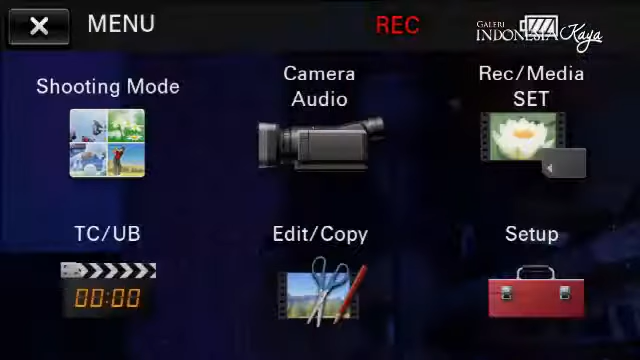 MENU
REC
GALERI
INDONESIA Kaya
Shooting Mode
Camera
Audio
Rec/Media
SET
TC/UB
Edit/Copy
Setup
00:00